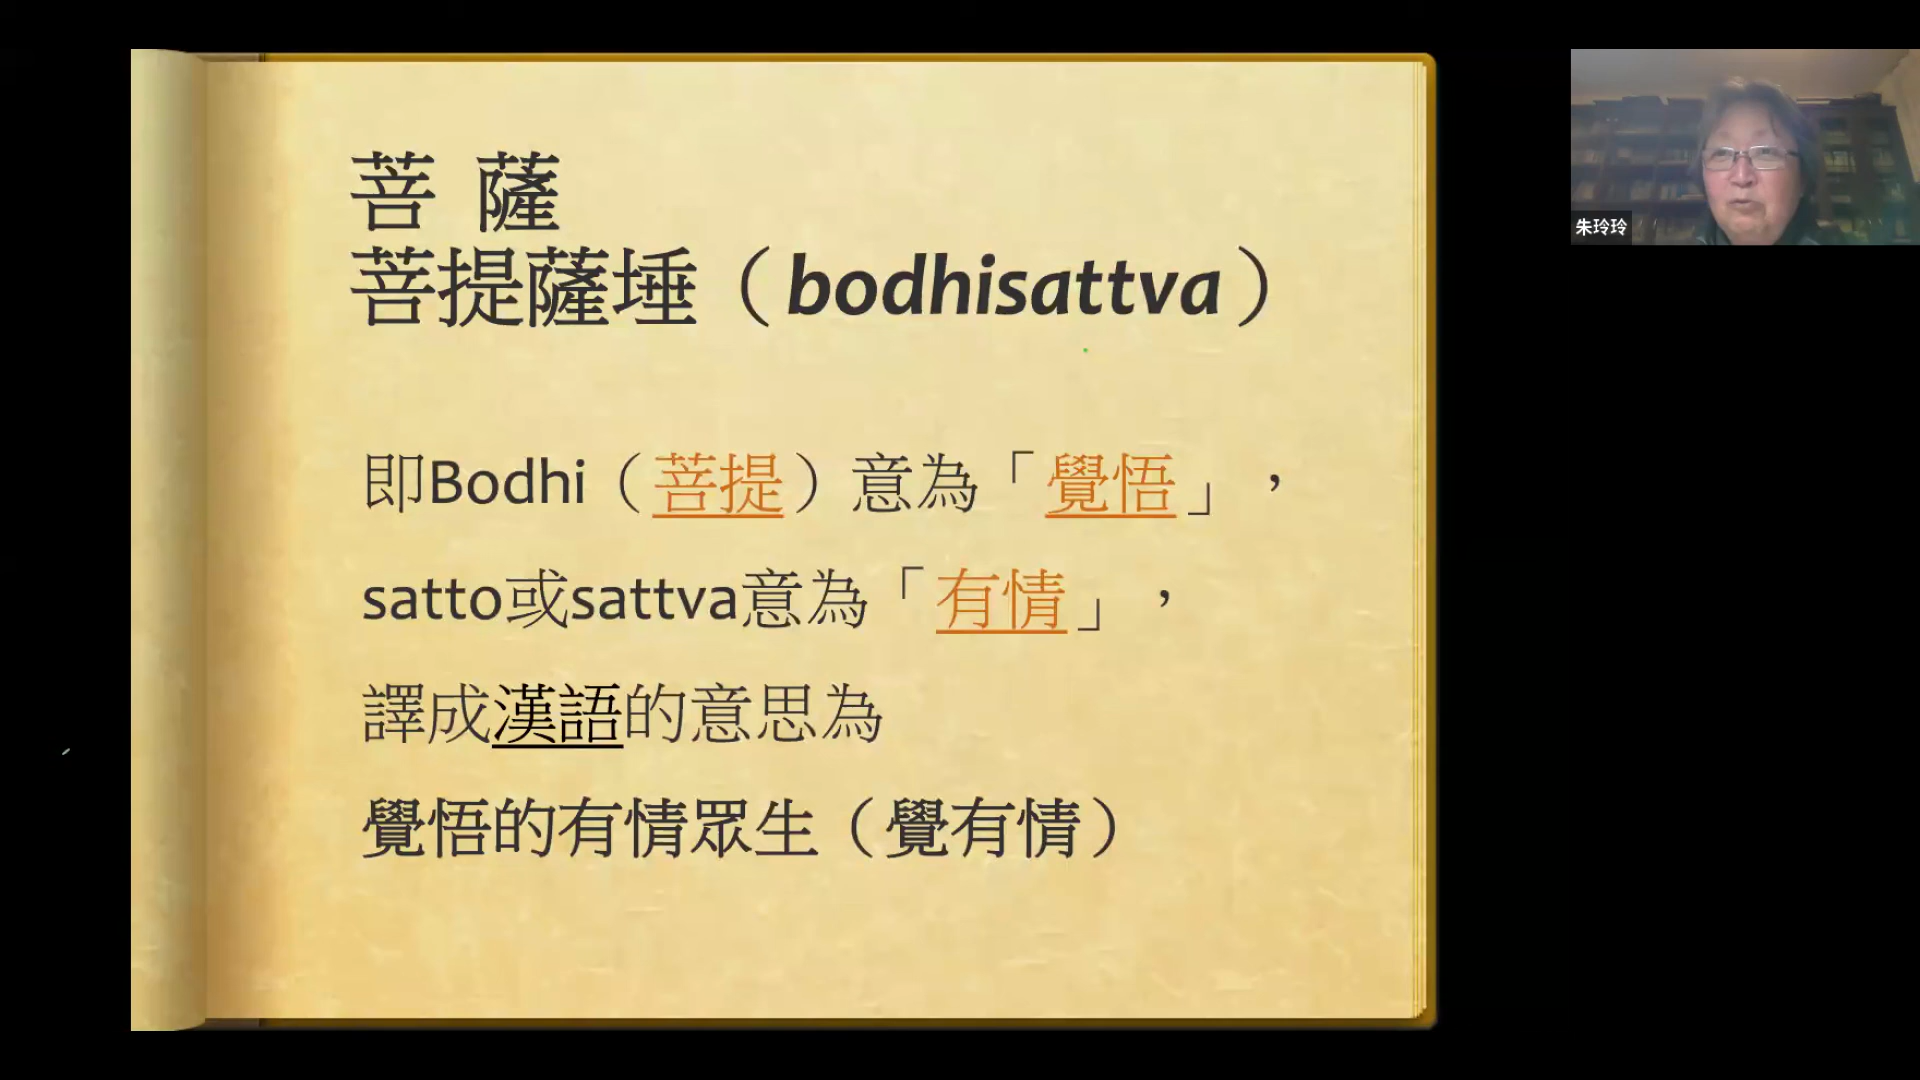 菩 薩
菩提薩埵（bodhisattva）
即Bodhi（菩提）意為「覺悟」，
satto或sattva意為「有情」，
譯成漢語的意思為
覺悟的有情眾生（覺有情）
朱玲玲